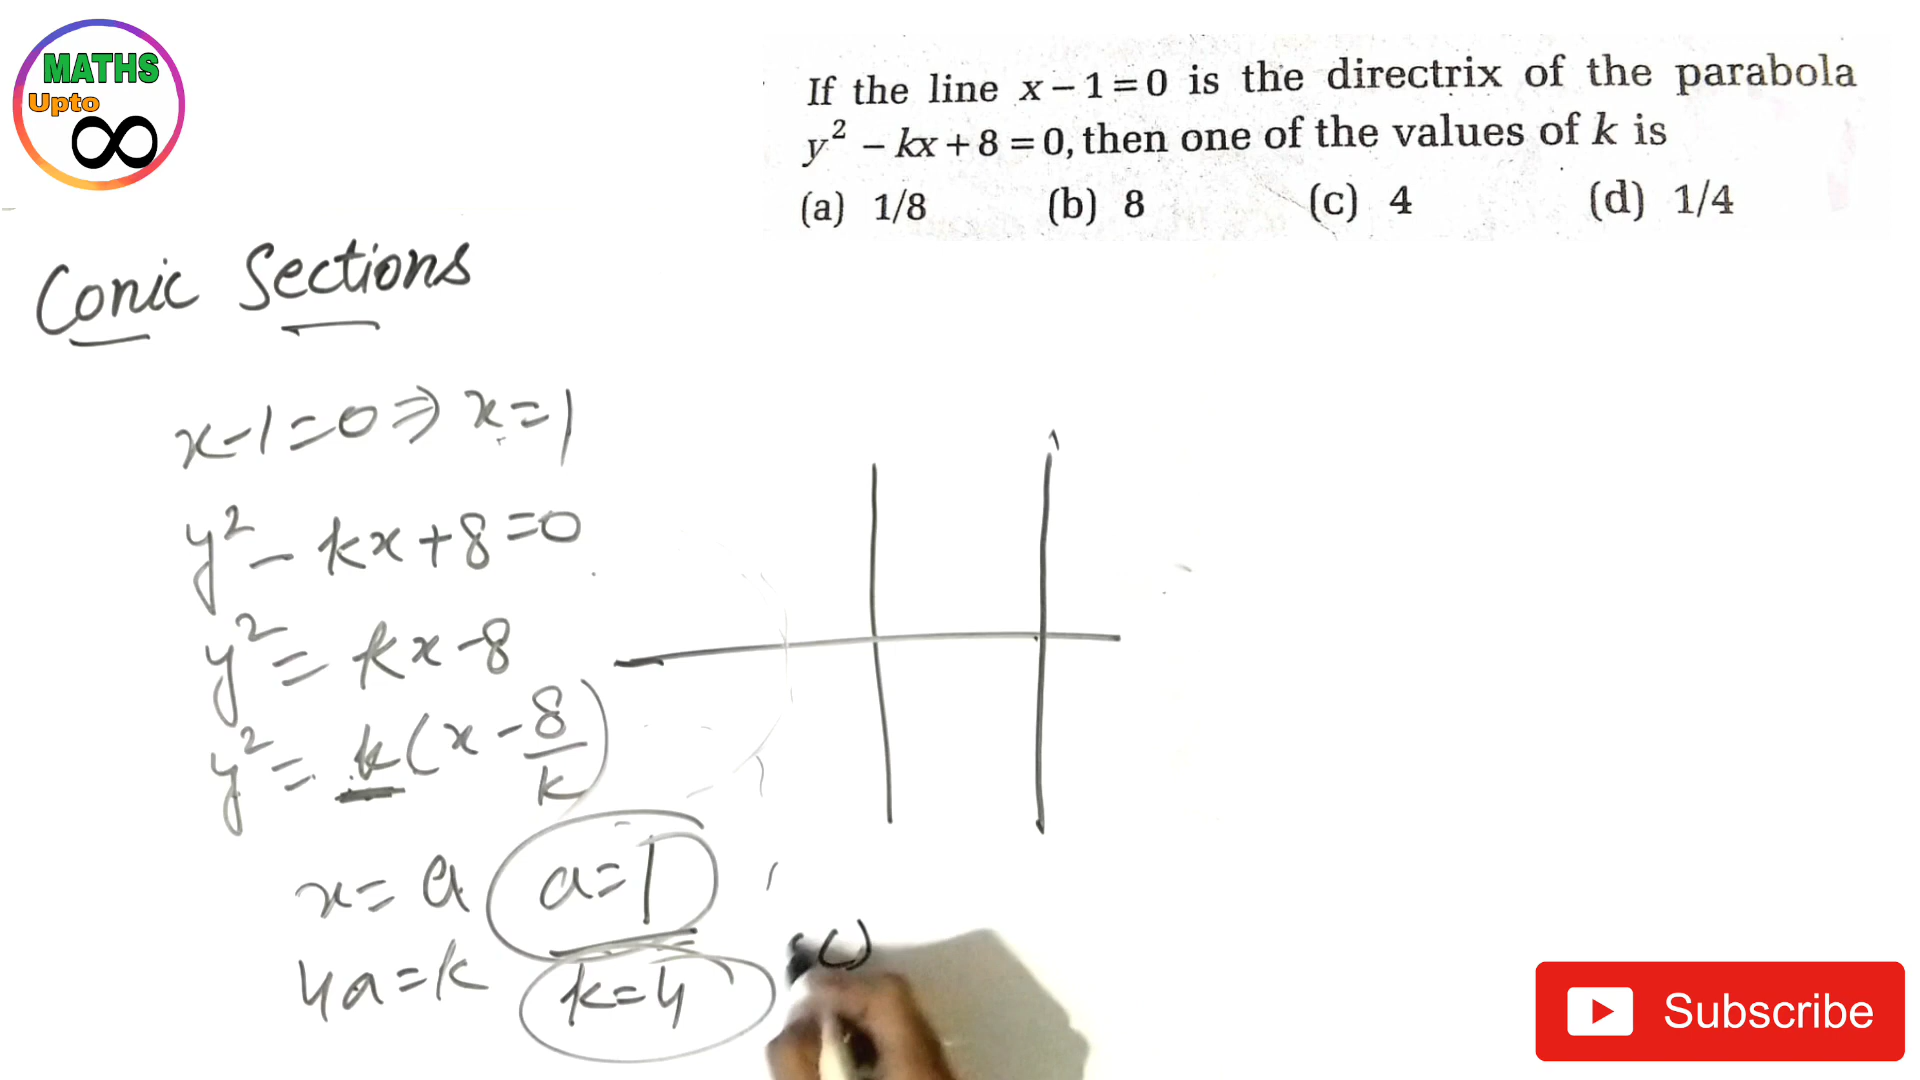 MATHS
Upto
∞
If the line x − 1 = 0 is the directrix of the parabola
y² − kx + 8 = 0, then one of the values of k is
(a) 1/8 (b) 8 (c) 4 (d) 1/4
Conic Sections
x-1=0 ⇒ x=1
y² - kx+8=0
y² = kx-8
y² = k(x - 8/k)
x = a a=1
4a=k k=4
Subscribe